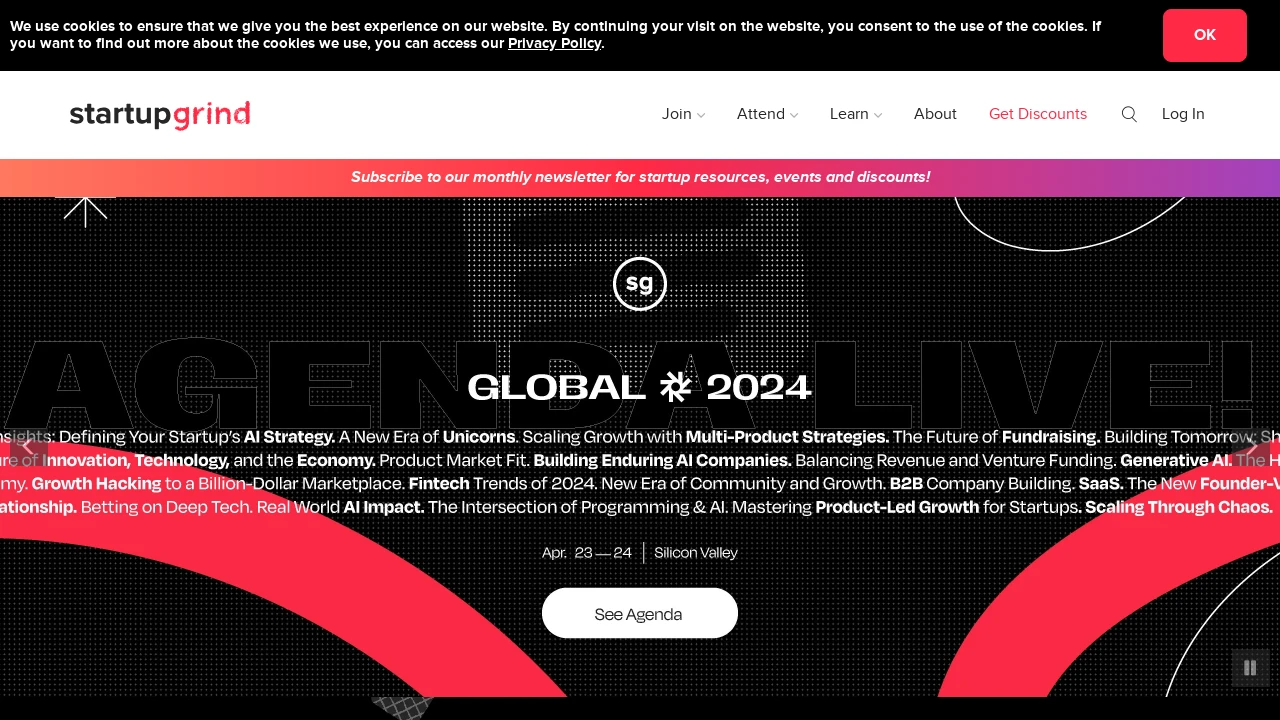 We use cookies to ensure that we give you the best experience on our website. By continuing your visit on the website, you consent to the use of the cookies. If
you want to find out more about the cookies we use, you can access our Privacy Policy.
OK
startupgrind
Join
Attend
Learn
About
Get Discounts
Log In
Subscribe to our monthly newsletter for startup resources, events and discounts!
sg
AGENDA LIVE!
GLOBAL 2024
Defining Your Startup's AI Strategy. A New Era of Unicorns. Scaling Growth with Multi-Product Strategies. The Future of Fundraising. Building Tomorrow:
of Innovation, Technology, and the Economy. Product Market Fit. Building Enduring AI Companies. Balancing Revenue and Venture Funding. Generative AI. The
Growth Hacking to a Billion-Dollar Marketplace. Fintech Trends of 2024. New Era of Community and Growth. B2B Company Building. SaaS. The New
Betting on Deep Tech. Real World AI Impact. The Intersection of Programming & AI. Mastering Product-Led Growth for Startups. Scaling Through Chaos.
Apr. 23 — 24 | Silicon Valley
See Agenda